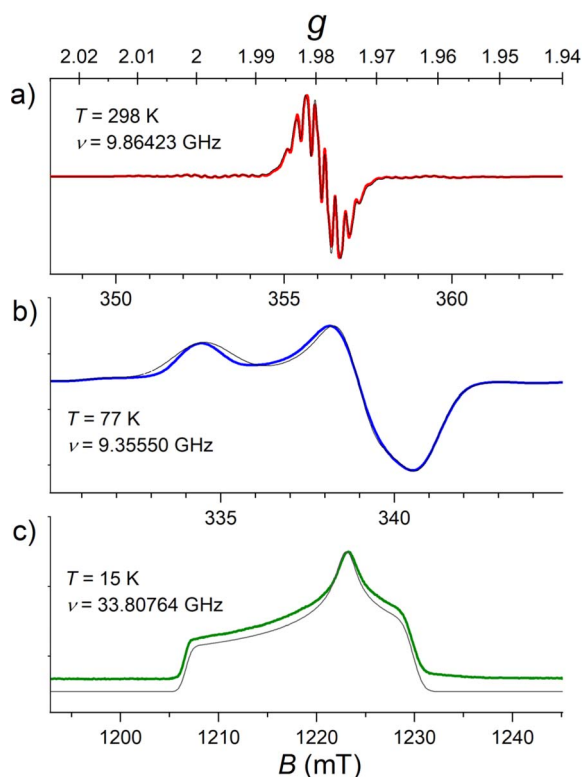 g
2.02 2.01 2 1.99 1.98 1.97 1.96 1.95 1.94
a)
T = 298 K
ν = 9.86423 GHz
350 355 360
b)
T = 77 K
ν = 9.35550 GHz
335 340
c)
T = 15 K
ν = 33.80764 GHz
1200 1210 1220 1230 1240
B (mT)